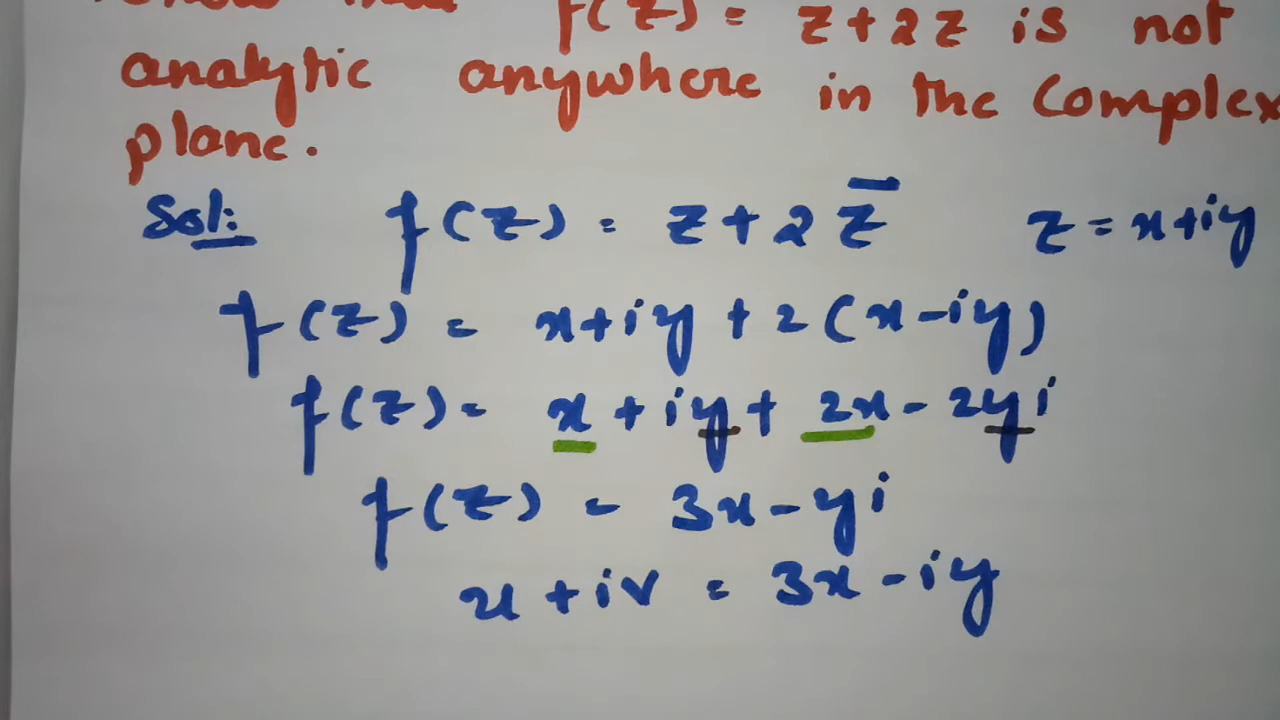 f(z) = z + 2z is not
analytic anywhere in the Complex
plane.
Sol: f(z) = z + 2z̅ z = x + iy
f(z) = x + iy + 2(x - iy)
f(z) = x + iy + 2x - 2yi
f(z) = 3x - yi
u + iv = 3x - iy